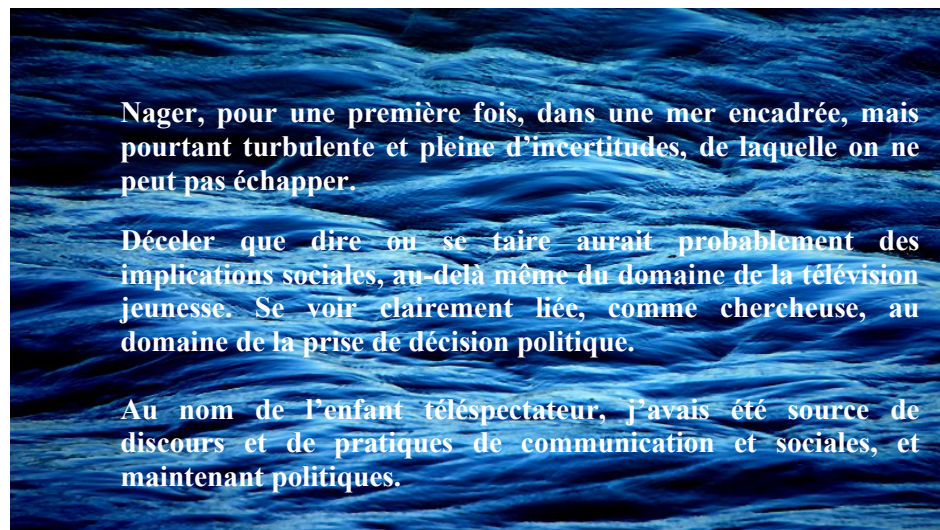 Nager, pour une première fois, dans une mer encadrée, mais
pourtant turbulente et pleine d’incertitudes, de laquelle on ne
peut pas échapper.
Déceler que dire ou se taire aurait probablement des
implications sociales, au-delà même du domaine de la télévision
jeunesse. Se voir clairement liée, comme chercheuse, au
domaine de la prise de décision politique.
Au nom de l’enfant téléspectateur, j’avais été source de
discours et de pratiques de communication et sociales, et
maintenant politiques.